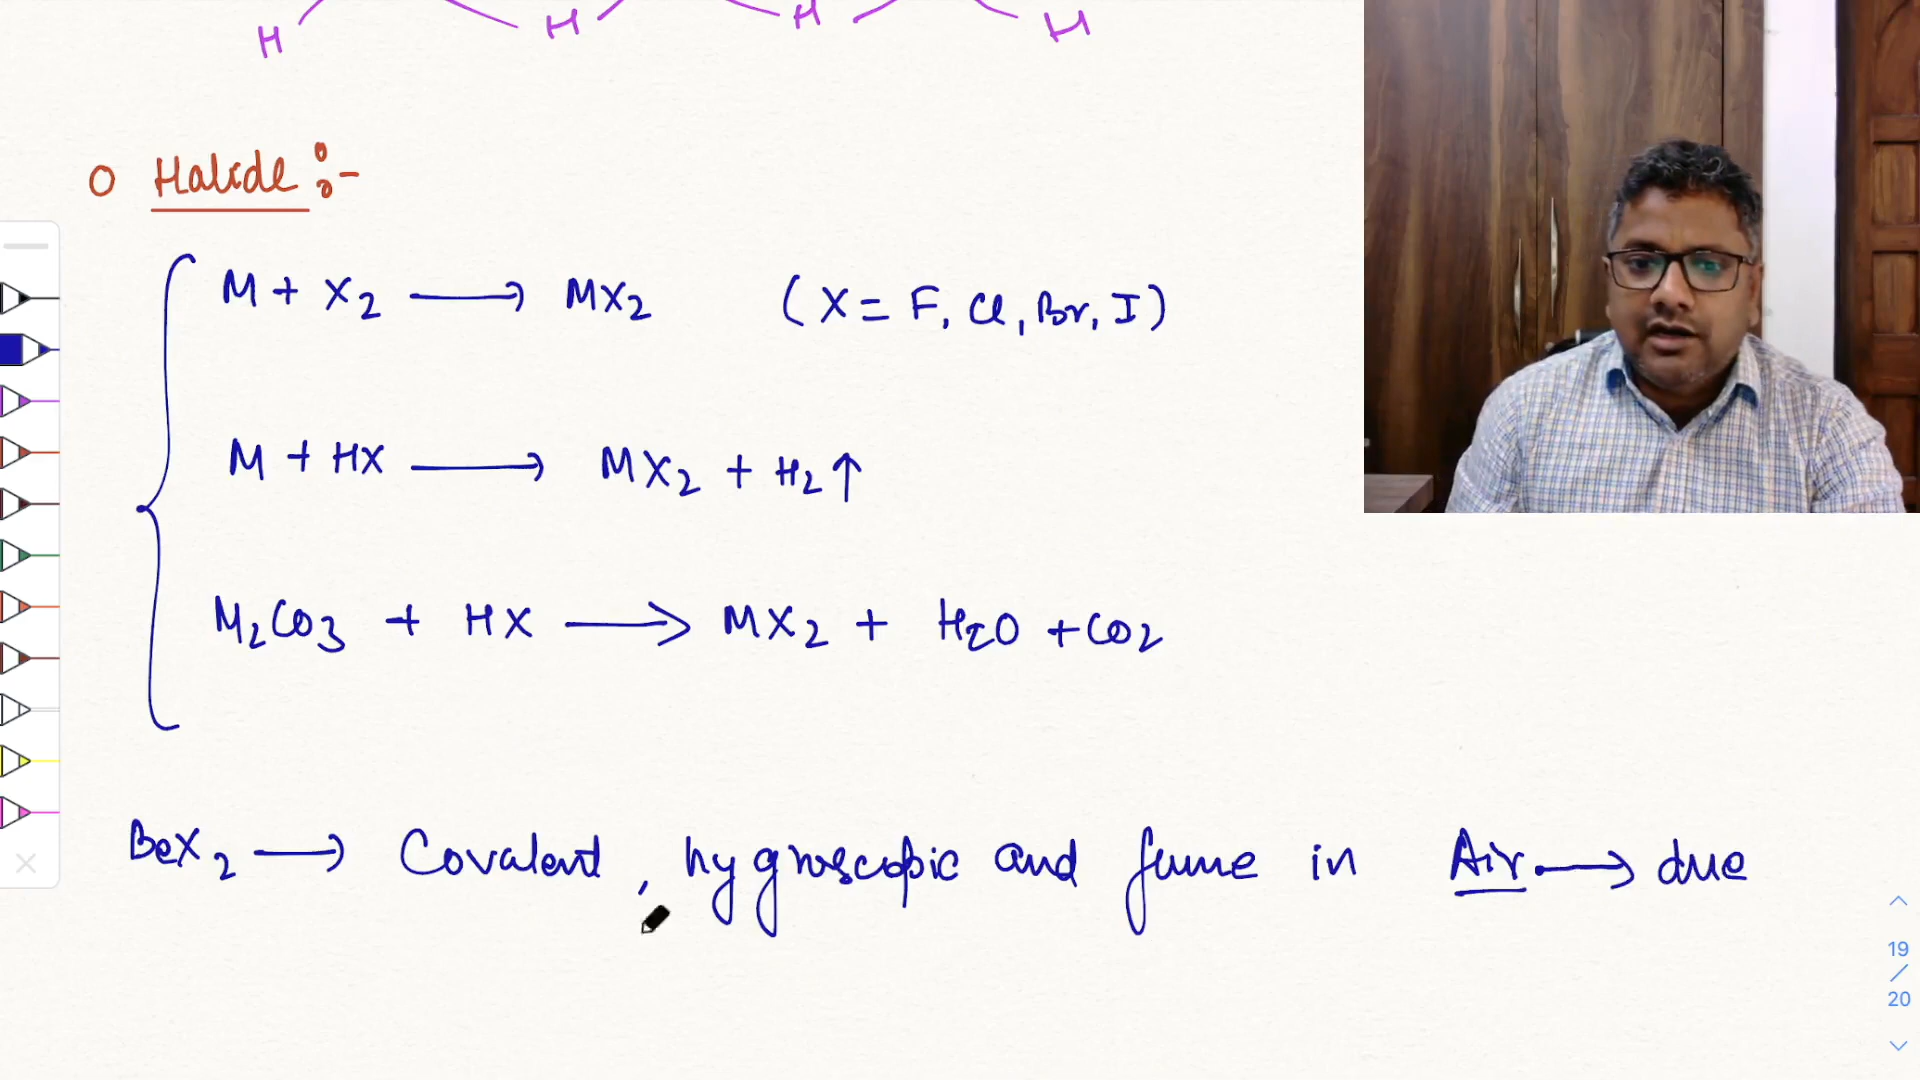 H H H H
o Halide :-
M + X2 → MX2 (X = F, Cl, Br, I)
M + HX → MX2 + H2 ↑
M2CO3 + HX → MX2 + H2O + CO2
BeX2 → Covalent, hygroscopic and fume in Air → due
19
/
20